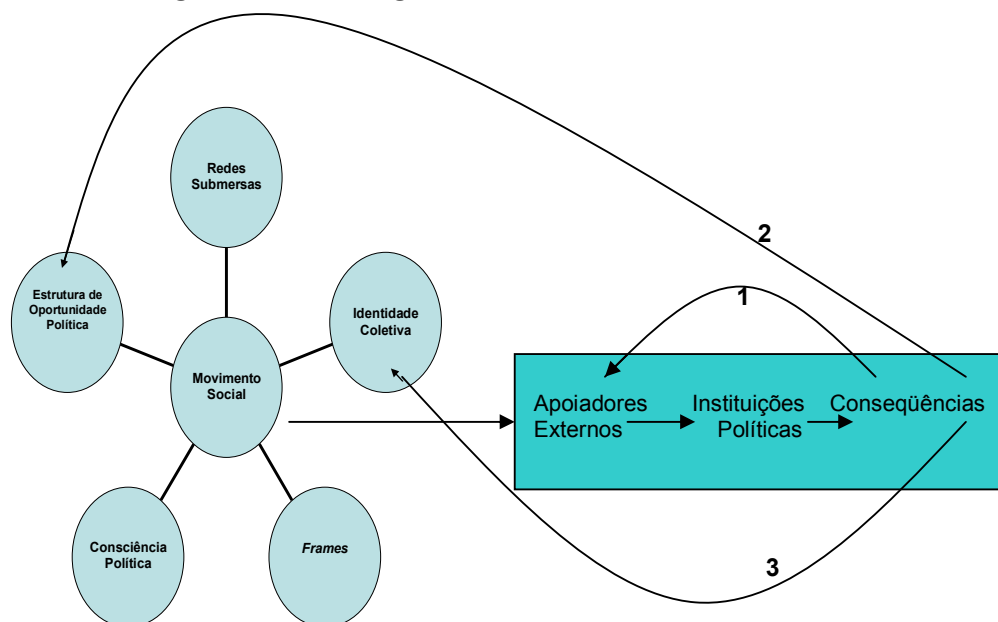 Redes
Submersas
2
1
Estrutura de
Oportunidade
Política
Identidade
Coletiva
Movimento
Social
Apoiadores
Externos
Instituições
Políticas
Conseqüências
Consciência
Política
Frames
3